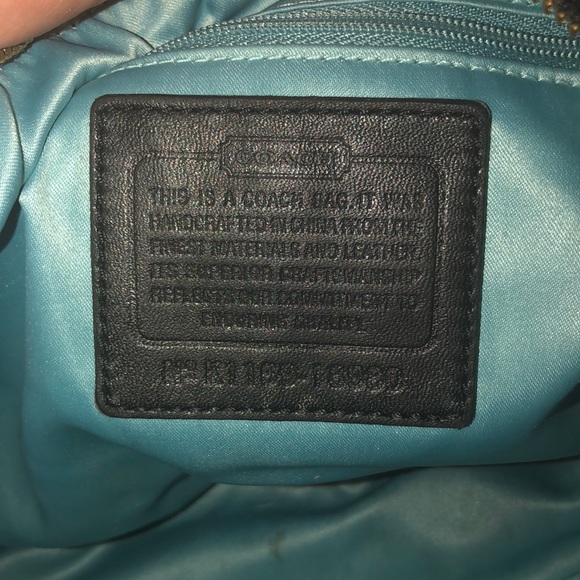 COACH
THIS IS A COACH BAG. IT WAS
HANDCRAFTED IN CHINA FROM THE
FINEST MATERIALS AND LEATHER.
ITS SUPERIOR CRAFTSMANSHIP
REFLECTS OUR COMMITMENT TO
ENDURING QUALITY.